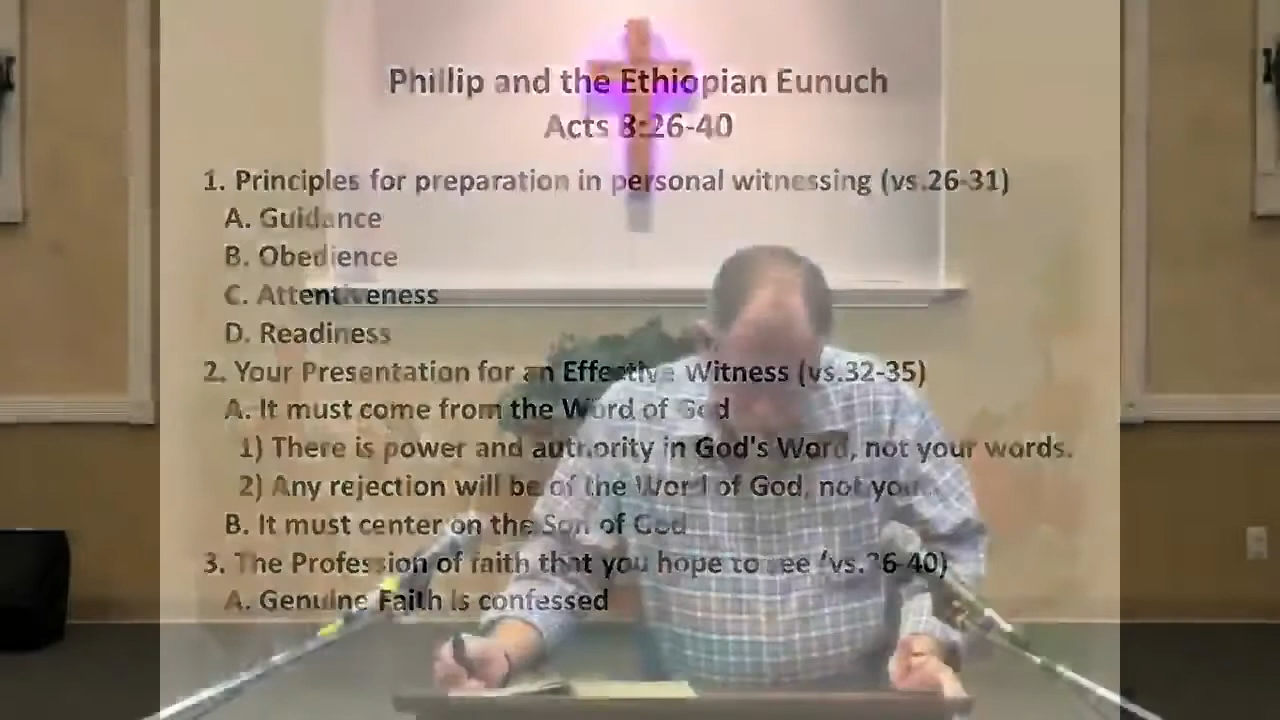 Phillip and the Ethiopian Eunuch
Acts 8:26-40
1. Principles for preparation in personal witnessing (vs.26-31)
A. Guidance
B. Obedience
C. Attentiveness
D. Readiness
2. Your Presentation for an Effective Witness (vs.32-35)
A. It must come from the Word of God
1) There is power and authority in God's Word, not your words.
2) Any rejection will be of the Word of God, not you..
B. It must center on the Son of God
3. The Profession of faith that you hope to see (vs.36-40)
A. Genuine Faith is confessed